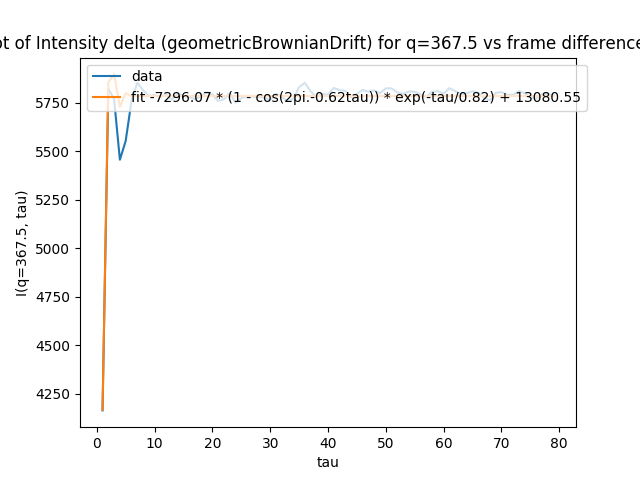 ot of Intensity delta (geometricBrownianDrift) for q=367.5 vs frame difference
data
fit -7296.07 * (1 - cos(2pi.-0.62tau)) * exp(-tau/0.82) + 13080.55
I(q=367.5, tau)
5750
5500
5250
5000
4750
4500
4250
0 10 20 30 40 50 60 70 80
tau